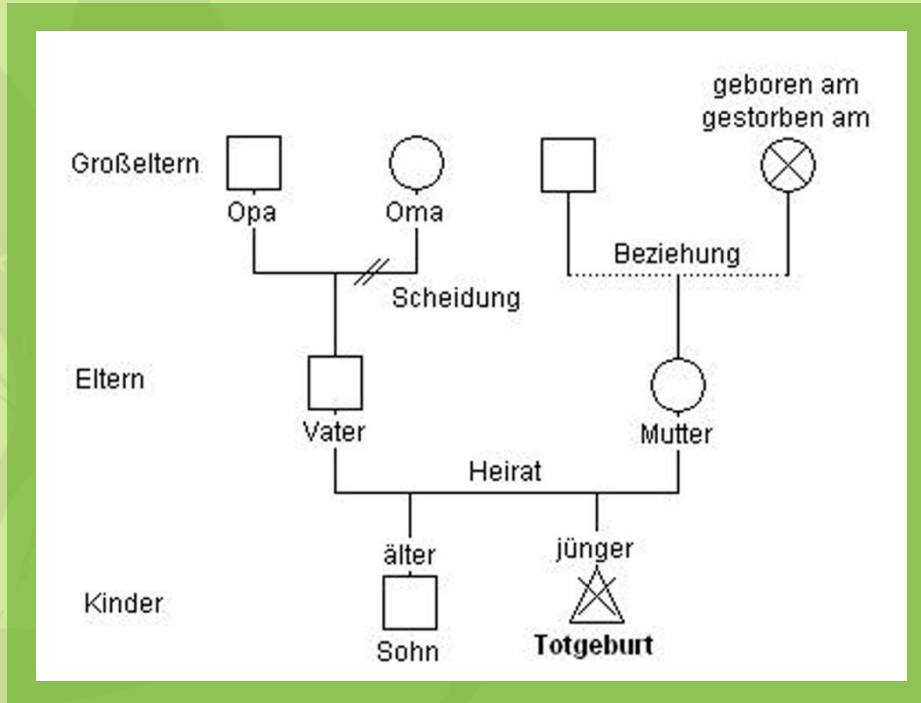 geboren am
gestorben am
Großeltern
Opa
Oma
Beziehung
Scheidung
Eltern
Vater
Mutter
Heirat
älter
jünger
Kinder
Sohn
Totgeburt